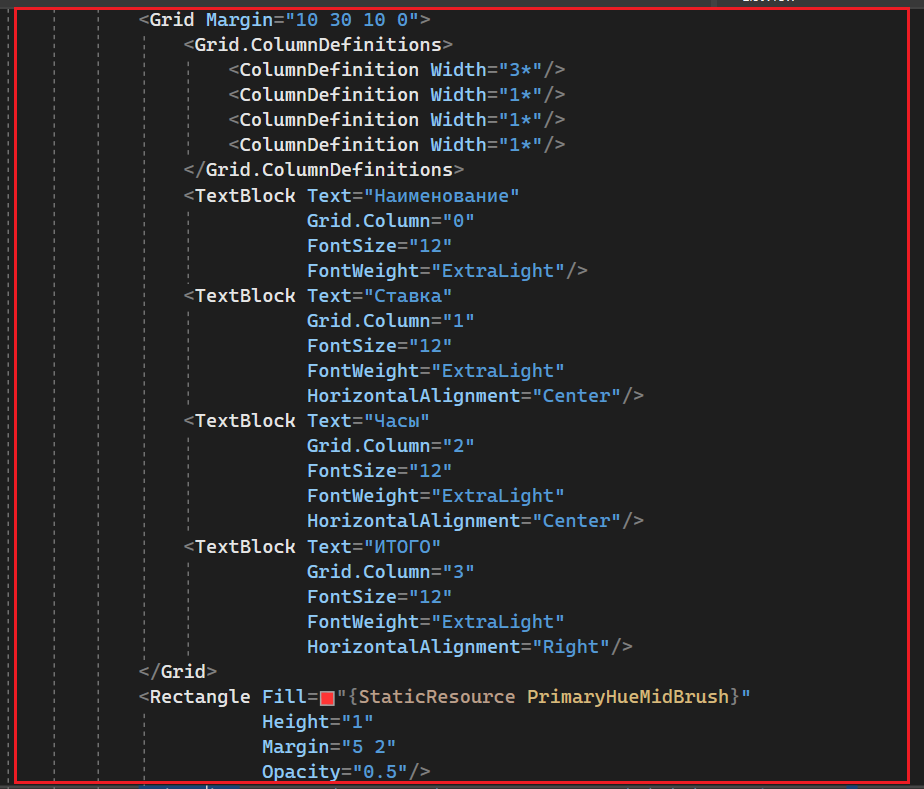 <Grid Margin="10 30 10 0">
<Grid.ColumnDefinitions>
<ColumnDefinition Width="3*"/>
<ColumnDefinition Width="1*"/>
<ColumnDefinition Width="1*"/>
<ColumnDefinition Width="1*"/>
</Grid.ColumnDefinitions>
<TextBlock Text="Наименование"
Grid.Column="0"
FontSize="12"
FontWeight="ExtraLight"/>
<TextBlock Text="Ставка"
Grid.Column="1"
FontSize="12"
FontWeight="ExtraLight"
HorizontalAlignment="Center"/>
<TextBlock Text="Часы"
Grid.Column="2"
FontSize="12"
FontWeight="ExtraLight"
HorizontalAlignment="Center"/>
<TextBlock Text="ИТОГО"
Grid.Column="3"
FontSize="12"
FontWeight="ExtraLight"
HorizontalAlignment="Right"/>
</Grid>
<Rectangle Fill="{StaticResource PrimaryHueMidBrush}"
Height="1"
Margin="5 2"
Opacity="0.5"/>